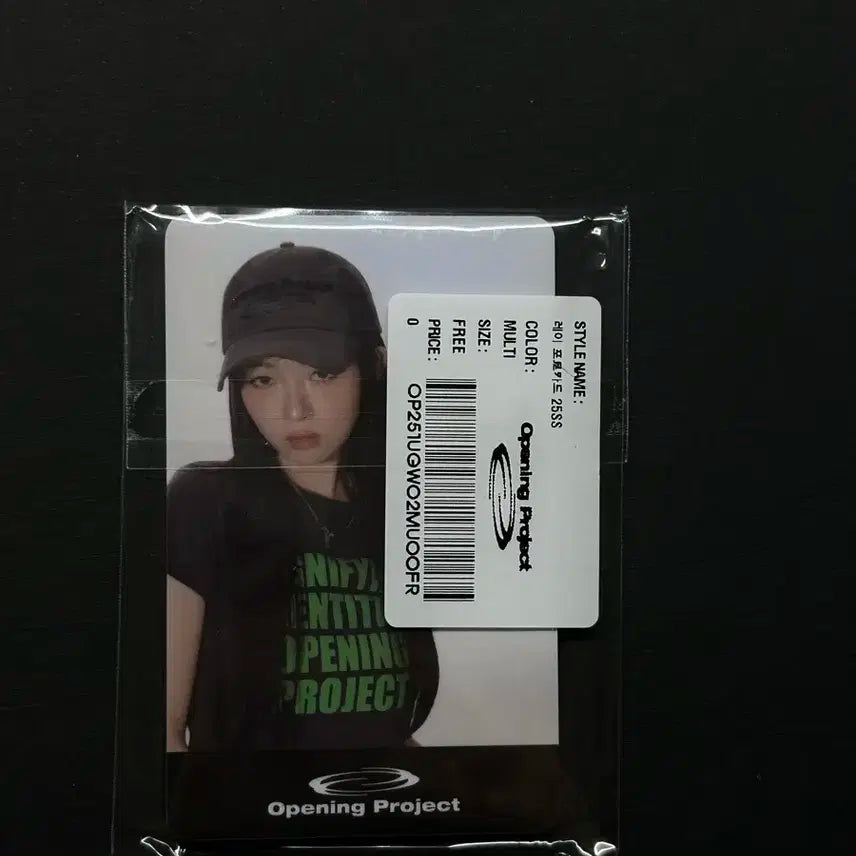 STYLE NAME :
레이 포토카드 25SS
COLOR :
MULTI
SIZE :
FREE
PRICE :
0
Opening Project
OP251UGW02MU00FR
OPENING
PROJECT
Opening Project